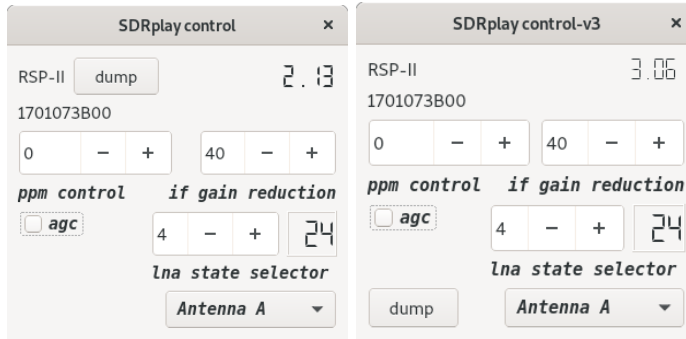 SDRplay control ×
RSP-II dump 2.13
1701073B00
0 − + 40 − +
ppm control if gain reduction
agc
4 − + 24
lna state selector
Antenna A
SDRplay control-v3 ×
RSP-II 3.06
1701073B00
0 − + 40 − +
ppm control if gain reduction
agc
4 − + 24
lna state selector
dump Antenna A